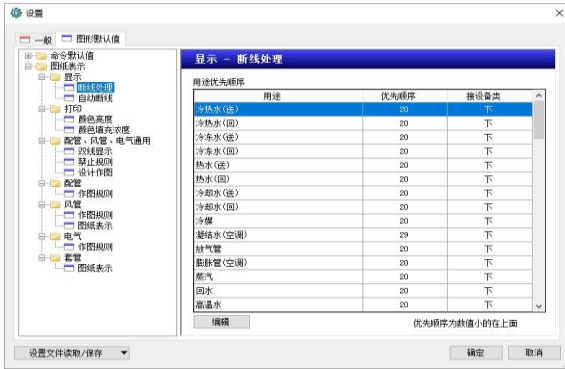 设置
一般
图形默认值
命令默认值
图纸表示
显示
断线处理
自动断线
打印
颜色亮度
颜色填充浓度
配管、风管、电气通用
双线显示
禁止规则
设计作图
配管
作图规则
风管
作图规则
图纸表示
电气
作图规则
套管
图纸表示
显示 － 断线处理
用途优先顺序
用途 优先顺序 接设备类
冷热水(送) 20 下
冷热水(回) 20 下
冷冻水(送) 20 下
冷冻水(回) 20 下
热水(送) 20 下
热水(回) 20 下
冷却水(送) 20 下
冷却水(回) 20 下
冷媒 20 下
凝结水(空调) 29 下
放气管 20 下
膨胀管(空调) 20 下
蒸汽 20 下
回水 20 下
高温水 20 下
编辑
优先顺序为数值小的在上面
设置文件读取/保存
确定
取消